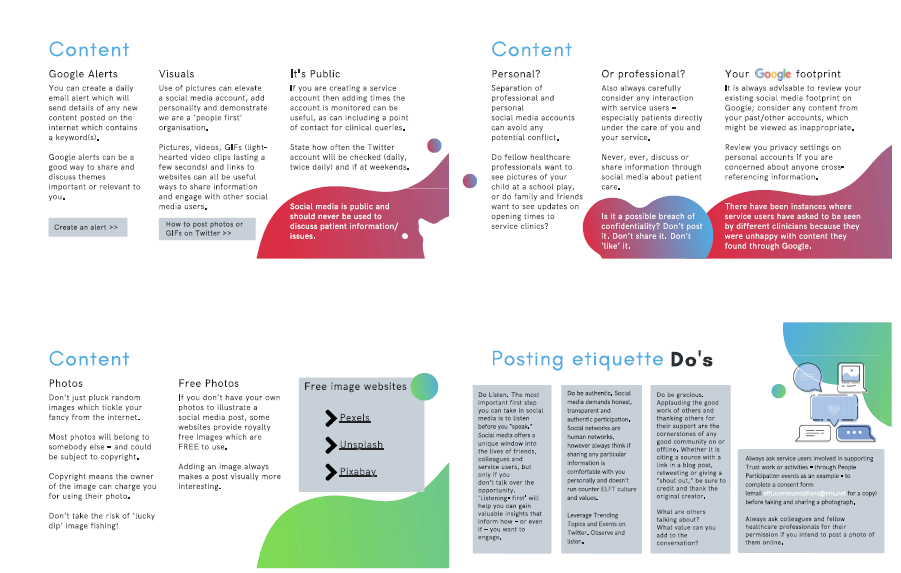 Content
Google Alerts
You can create a daily
email alert which will
send details of any new
content posted on the
internet which contains
a keyword(s).
Google alerts can be a
good way to share and
discuss themes
important or relevant to
you.
Create an alert >>
Visuals
Use of pictures can elevate
a social media account, add
personality and demonstrate
we are a 'people first'
organisation.
Pictures, videos, GIFs (light-
hearted video clips lasting a
few seconds) and links to
websites can all be useful
ways to share information
and engage with other social
media users.
How to post photos or
GIFs on Twitter >>
It's Public
If you are creating a service
account then adding times the
account is monitored can be
useful, as can including a point
of contact for clinical queries.
State how often the Twitter
account will be checked (daily,
twice daily) and if at weekends.
Social media is public and
should never be used to
discuss patient information/
issues.
Content
Personal?
Separation of
professional and
personal
social media accounts
can avoid any
potential conflict.
Do fellow healthcare
professionals want to
see pictures of your
child at a school play,
or do family and friends
want to see updates on
opening times to
service clinics?
Or professional?
Also always carefully
consider any interaction
with service users -
especially patients directly
under the care of you and
your service.
Never, ever, discuss or
share information through
social media about patient
care.
Is it a possible breach of
confidentiality? Don't post
it. Don't share it. Don't
'like' it.
Your Google footprint
It is always advisable to review your
existing social media footprint on
Google; consider any content from
your past/other accounts, which
might be viewed as inappropriate.
Review you privacy settings on
personal accounts if you are
concerned about anyone cross-
referencing information.
There have been instances where
service users have asked to be seen
by different clinicians because they
were unhappy with content they
found through Google.
Content
Photos
Don't just pluck random
images which tickle your
fancy from the internet.
Most photos will belong to
somebody else - and could
be subject to copyright.
Copyright means the owner
of the image can charge you
for using their photo.
Don't take the risk of 'lucky
dip' image fishing!
Free Photos
If you don't have your own
photos to illustrate a
social media post, some
websites provide royalty
free images which are
FREE to use.
Adding an image always
makes a post visually more
interesting.
Free image websites
Pexels
Unsplash
Pixabay
Posting etiquette Do's
Do Listen. The most
important first step
you can take in social
media is to listen
before you "speak."
Social media offers a
unique window into
the lives of friends,
colleagues and
service users, but
only if you
don't talk over the
opportunity.
'Listening- first' will
help you can gain
valuable insights that
inform how - or even
if - you want to
engage.
Do be authentic. Social
media demands honest,
transparent and
authentic participation.
Social networks are
human networks,
however always think if
sharing any particular
information is
comfortable with you
personally and doesn't
run counter ELFT culture
and values.
Leverage Trending
Topics and Events on
Twitter. Observe and
listen.
Do be gracious.
Applauding the good
work of others and
thanking others for
their support are the
cornerstones of any
good community on or
offline. Whether it is
citing a source with a
link in a blog post,
retweeting or giving a
"shout out," be sure to
credit and thank the
original creator.
What are others
talking about?
What value can you
add to the
conversation?
Always ask service users involved in supporting
Trust work or activities - through People
Participation events as an example - to
complete a consent form
(email for a copy)
before taking and sharing a photograph.
Always ask colleagues and fellow
healthcare professionals for their
permission if you intend to post a photo of
them online.